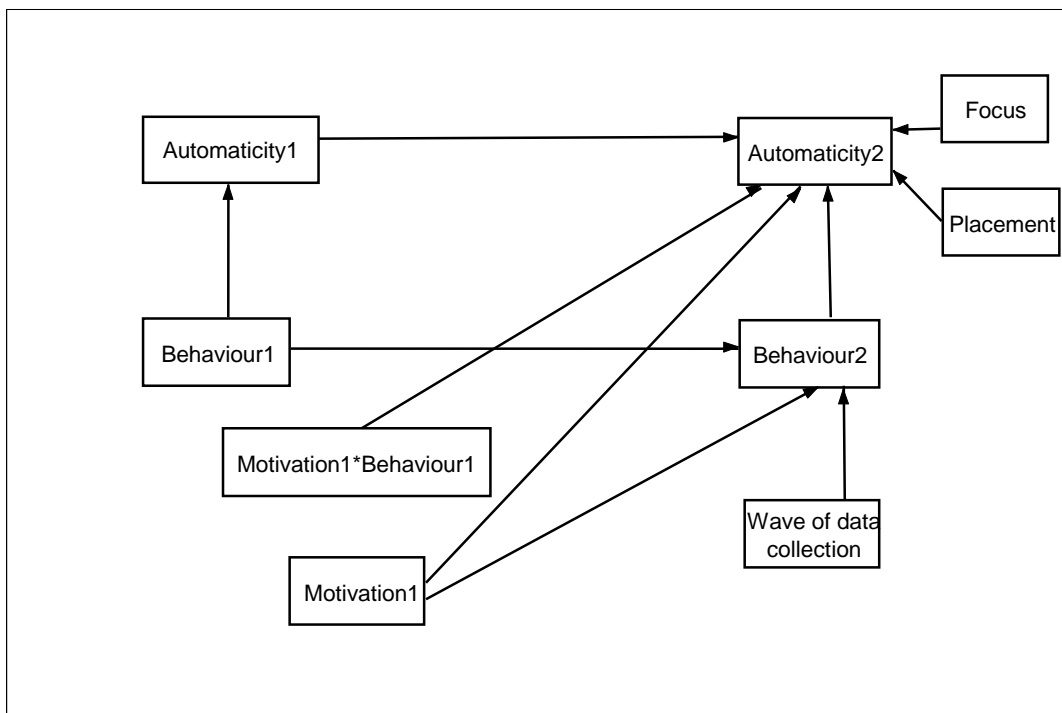 Focus
Automaticity1
Automaticity2
Placement
Behaviour1
Behaviour2
Motivation1*Behaviour1
Wave of data
collection
Motivation1